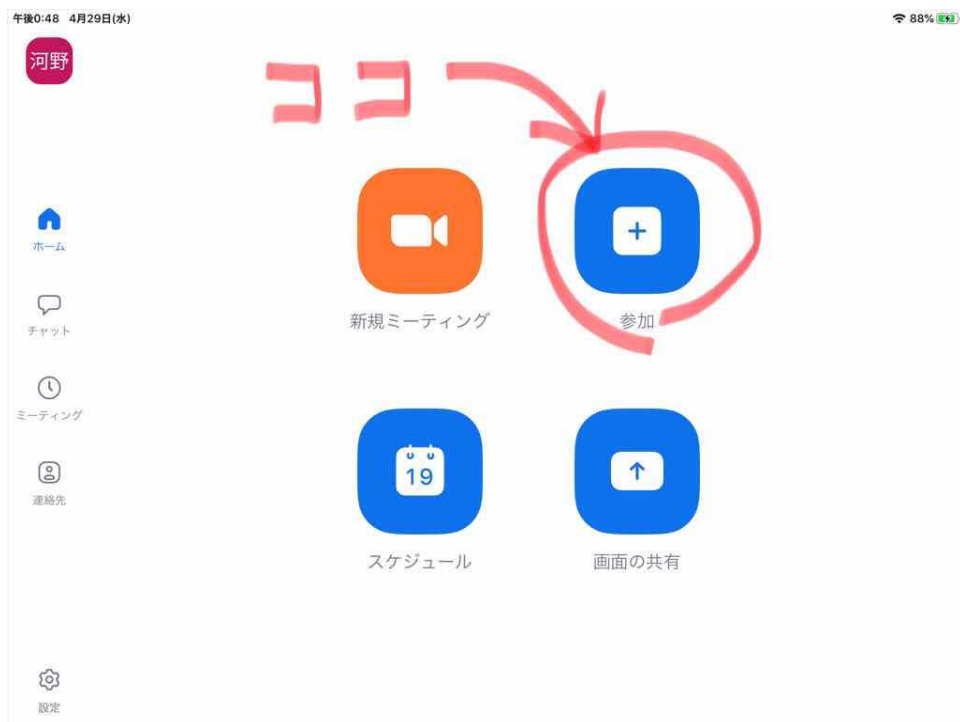 午後0:48 4月29日(水)
88%
河野
ココ
ホーム
チャット
ミーティング
連絡先
設定
新規ミーティング
参加
19
スケジュール
画面の共有